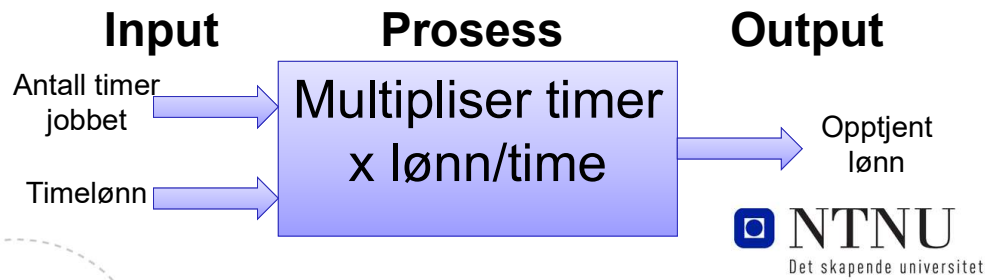 Input Prosess Output
Antall timer
jobbet
Timelønn
Multipliser timer
x lønn/time
Opptjent
lønn
NTNU
Det skapende universitet